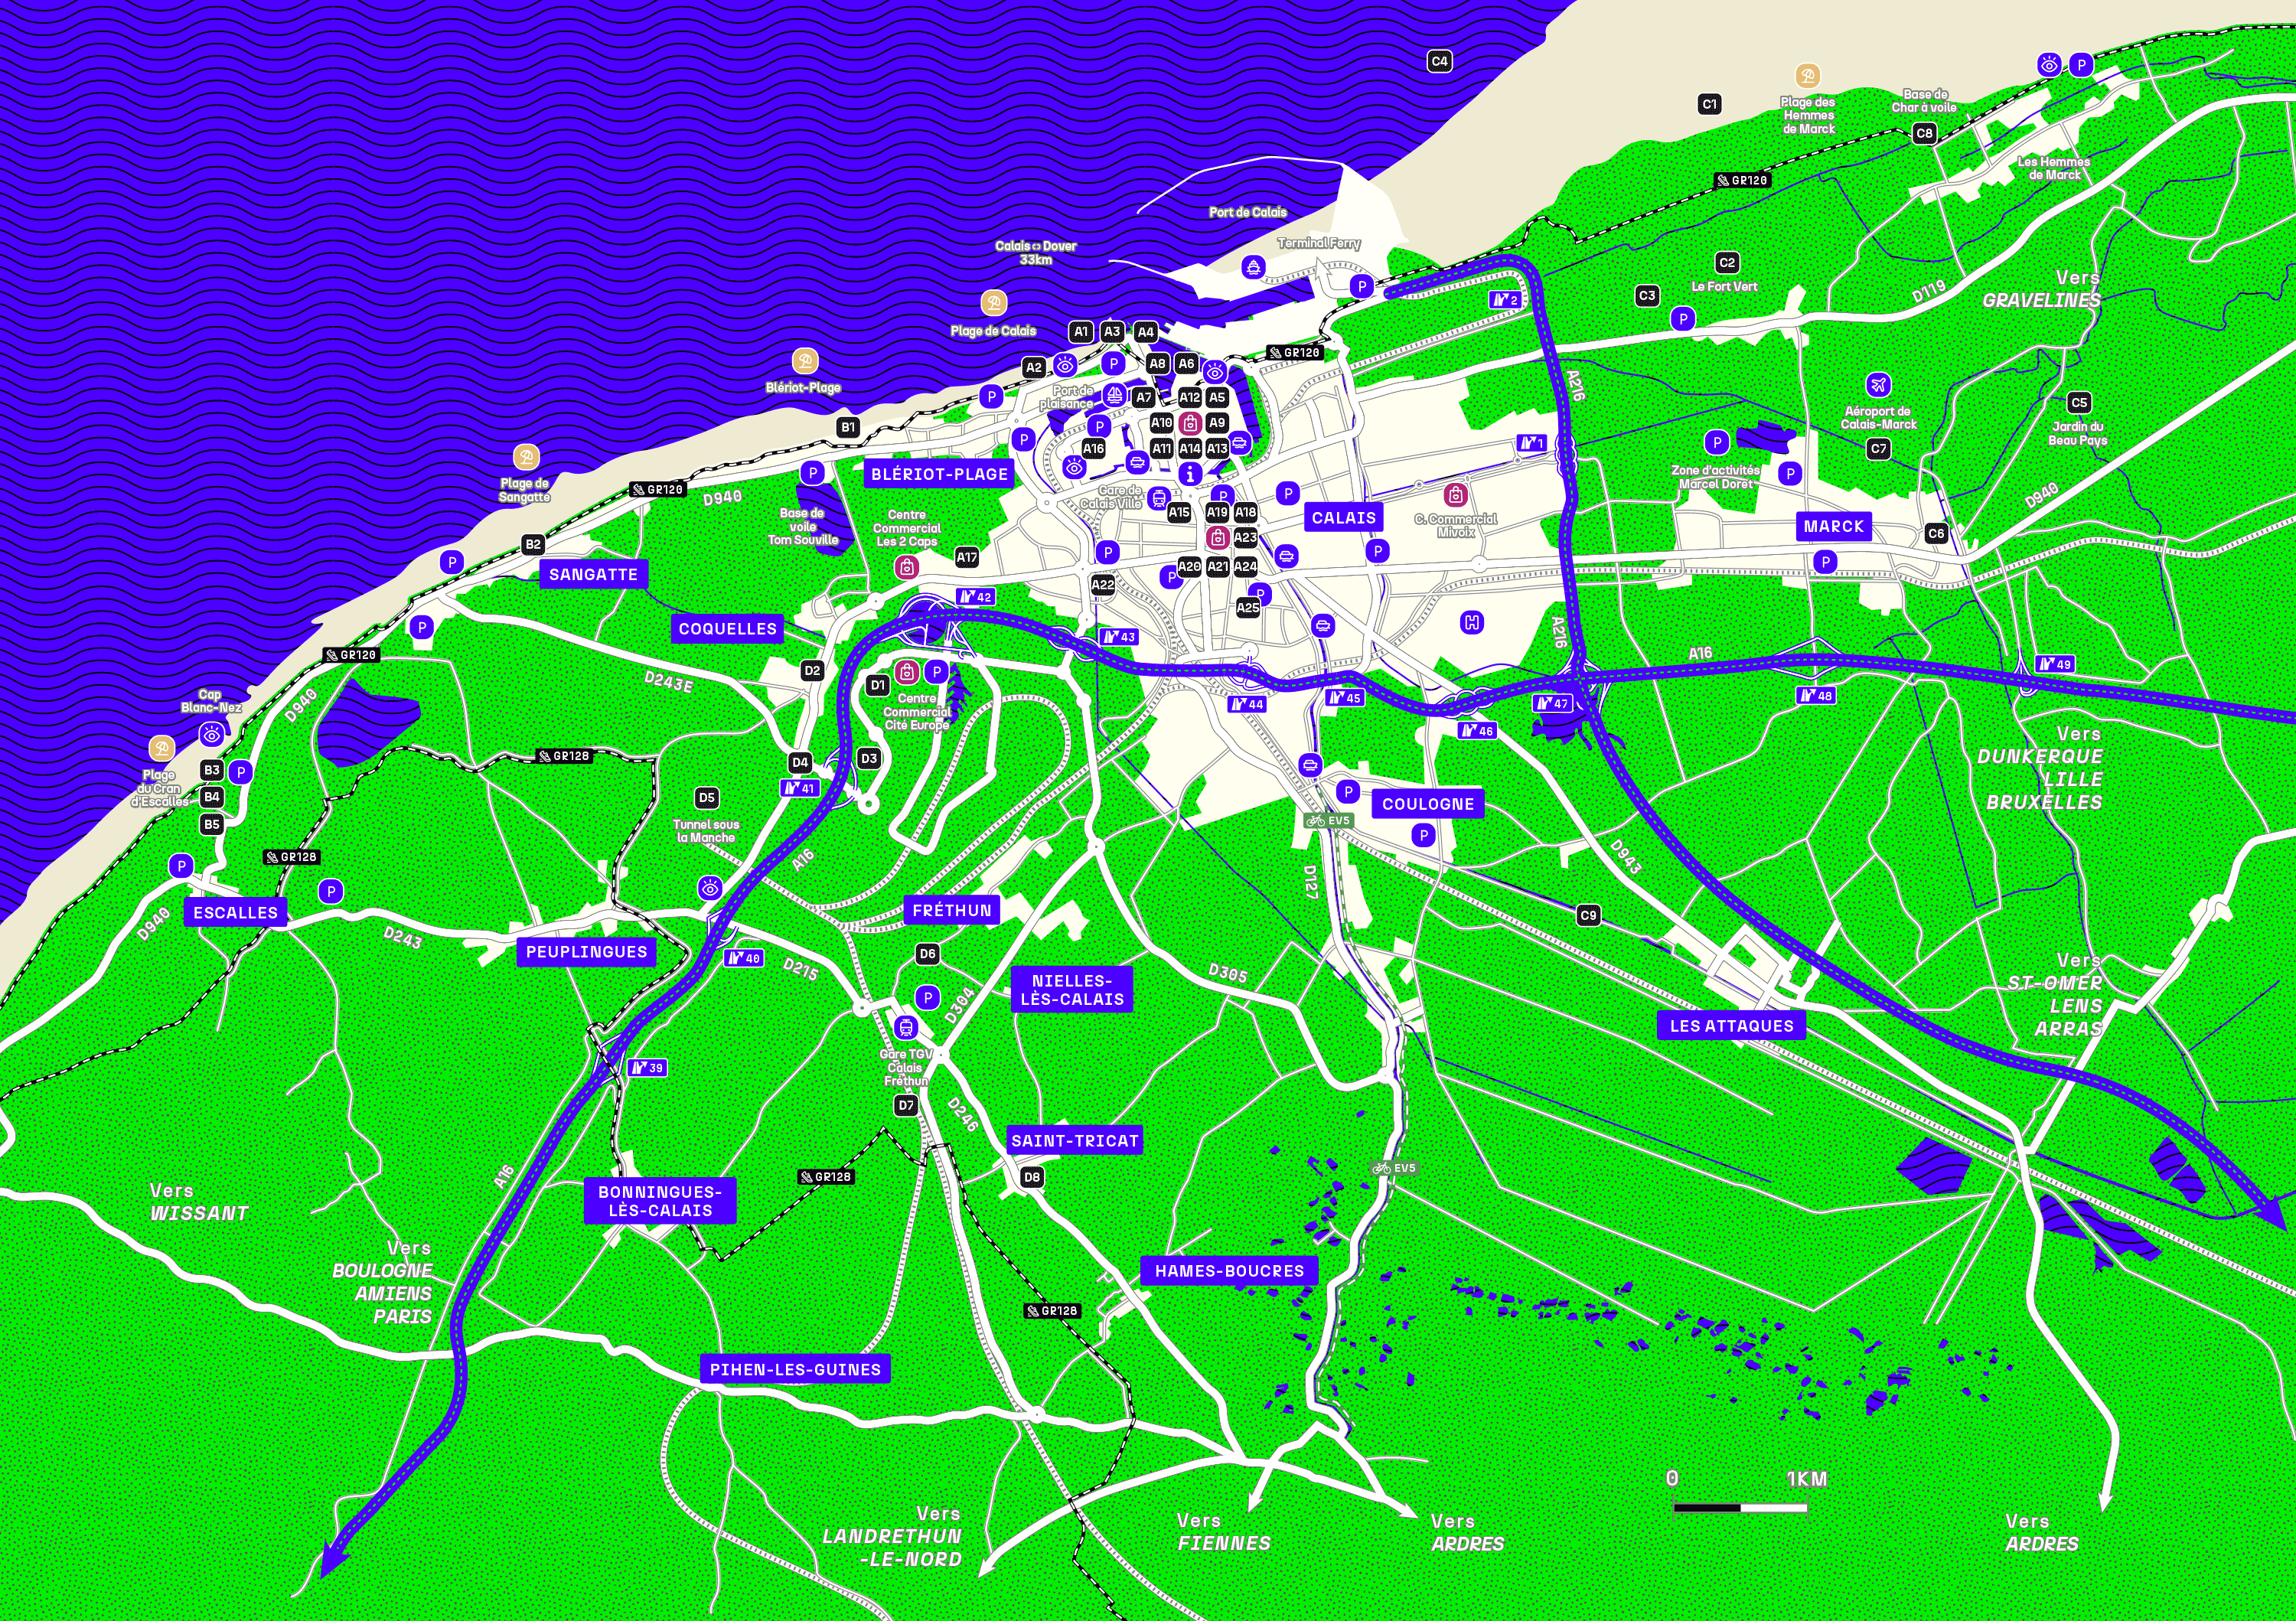 C4
C1
Plage des
Hemmes
de Marck
Base de
Char à voile
C8
P
Les Hemmes
de Marck
GR120
Port de Calais
Terminal Ferry
Calais ⇔ Dover
33km
P
2
C2
Le Fort Vert
C3
P
D119
Vers
GRAVELINES
Plage de Calais
A1
A3
A4
A2
P
A8
A6
GR120
Blériot-Plage
P
Port de
plaisance
A7
A12
A5
B1
P
P
A10
A9
A16
A11
A14
A13
i
A216
1
Aéroport de
Calais-Marck
C7
C5
Jardin du
Beau Pays
P
Zone d'activités
Marcel Doret
P
BLÉRIOT-PLAGE
P
Plage de
Sangatte
GR120
D940
Base de
voile
Tom Souville
Centre
Commercial
Les 2 Caps
Gare de
Calais Ville
P
P
A15
A19
A18
CALAIS
C. Commercial
Mivoix
MARCK
D940
C6
B2
P
SANGATTE
A17
P
A23
P
A20
A21
A24
P
P
A22
A25
P
P
COQUELLES
42
43
H
A216
A16
49
GR120
D2
D243E
D1
P
Centre
Commercial
Cité Europe
44
45
46
47
48
Cap
Blanc-Nez
D940
Plage
du Cran
d'Escalles
B3
P
B4
B5
GR128
D4
D3
41
D5
Tunnel sous
la Manche
A16
P
COULOGNE
EV5
P
Vers
DUNKERQUE
LILLE
BRUXELLES
GR128
P
P
ESCALLES
D940
D243
PEUPLINGUES
FRÉTHUN
D127
D943
C9
40
D215
D6
P
D304
NIELLES-
LÈS-CALAIS
D305
LES ATTAQUES
Vers
ST-OMER
LENS
ARRAS
39
Gare TGV
Calais
Fréthun
D7
D246
SAINT-TRICAT
D8
EV5
A16
GR128
BONNINGUES-
LÈS-CALAIS
Vers
WISSANT
Vers
BOULOGNE
AMIENS
PARIS
HAMES-BOUCRES
GR128
PIHEN-LES-GUINES
0
1KM
Vers
LANDRETHUN
-LE-NORD
Vers
FIENNES
Vers
ARDRES
Vers
ARDRES